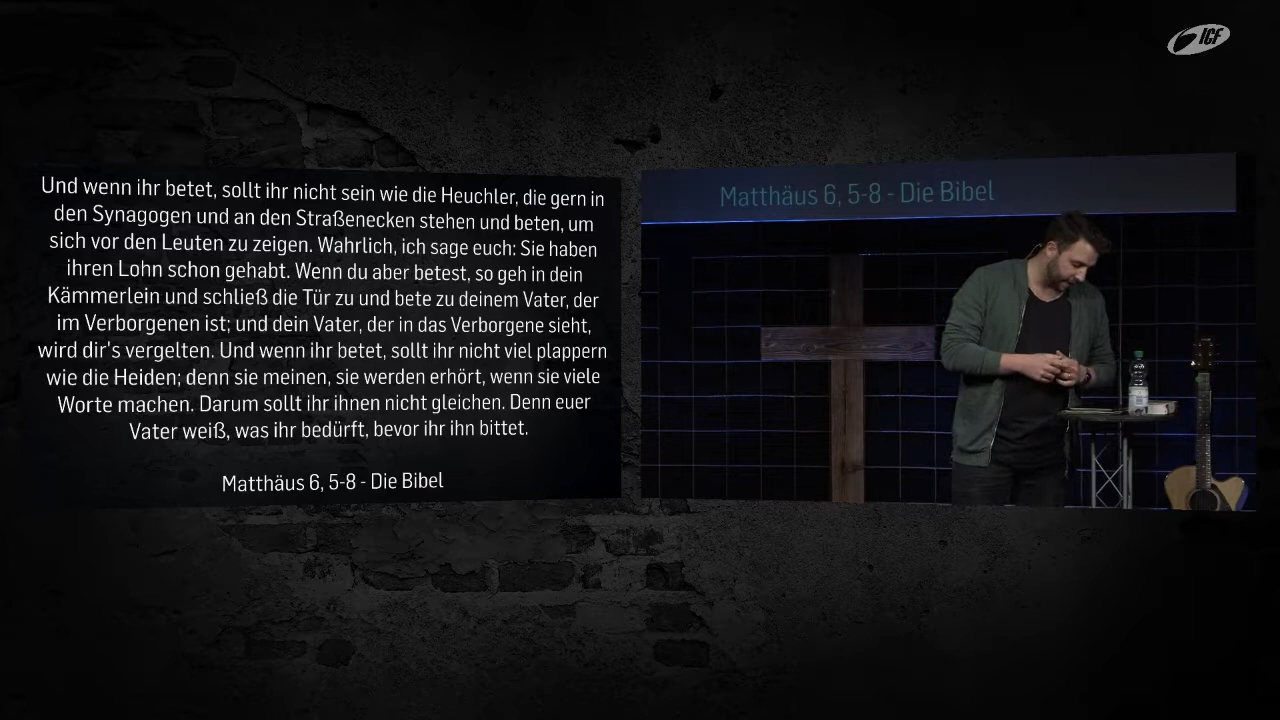 ICF
Und wenn ihr betet, sollt ihr nicht sein wie die Heuchler, die gern in
den Synagogen und an den Straßenecken stehen und beten, um
sich vor den Leuten zu zeigen. Wahrlich, ich sage euch: Sie haben
ihren Lohn schon gehabt. Wenn du aber betest, so geh in dein
Kämmerlein und schließ die Tür zu und bete zu deinem Vater, der
im Verborgenen ist; und dein Vater, der in das Verborgene sieht,
wird dir's vergelten. Und wenn ihr betet, sollt ihr nicht viel plappern
wie die Heiden; denn sie meinen, sie werden erhört, wenn sie viele
Worte machen. Darum sollt ihr ihnen nicht gleichen. Denn euer
Vater weiß, was ihr bedürft, bevor ihr ihn bittet.
Matthäus 6, 5-8 - Die Bibel
Matthäus 6, 5-8 - Die Bibel